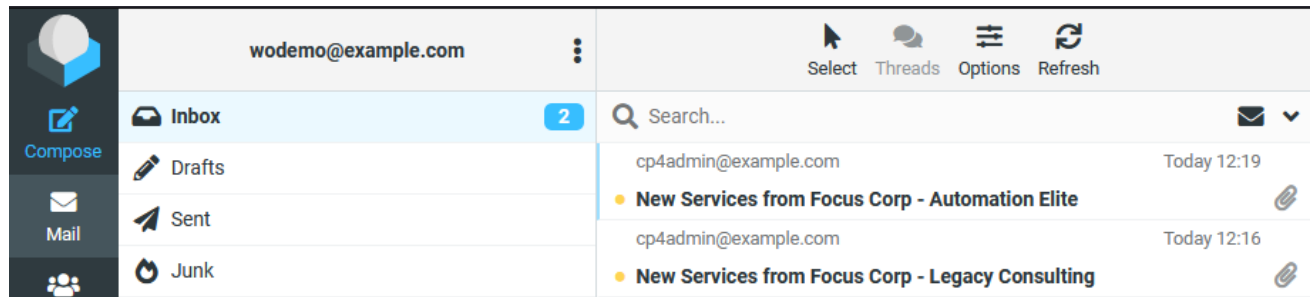 wodemo@example.com
Select Threads Options Refresh
Compose
Mail
Inbox 2
Drafts
Sent
Junk
Search...
cp4admin@example.com Today 12:19
New Services from Focus Corp - Automation Elite
cp4admin@example.com Today 12:16
New Services from Focus Corp - Legacy Consulting